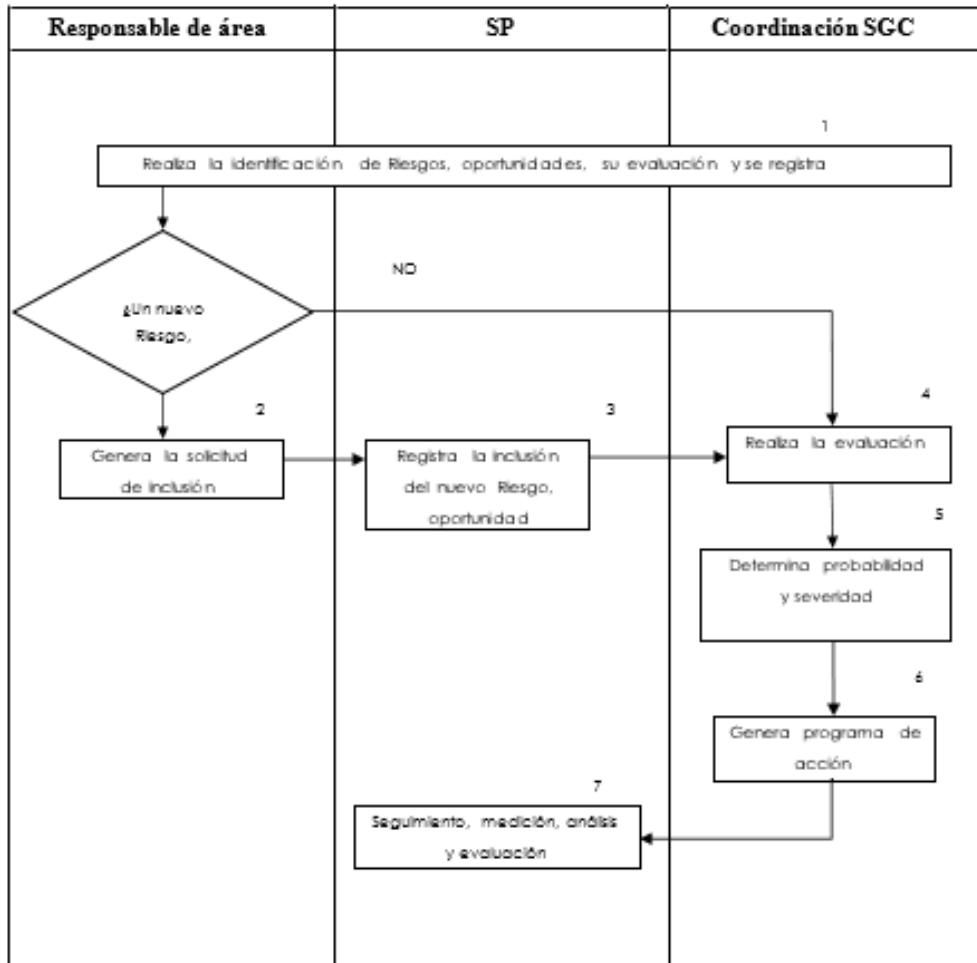 Responsable de área
SP
Coordinación SGC
1
Realiza la identificación de Riesgos, oportunidades, su evaluación y se registra
NO
¿Un nuevo
Riesgo,
2
Genera la solicitud
de inclusión
3
Registra la inclusión
del nuevo Riesgo,
oportunidad
4
Realiza la evaluación
5
Determina probabilidad
y severidad
6
Genera programa de
acción
7
Seguimiento, medición, análisis
y evaluación